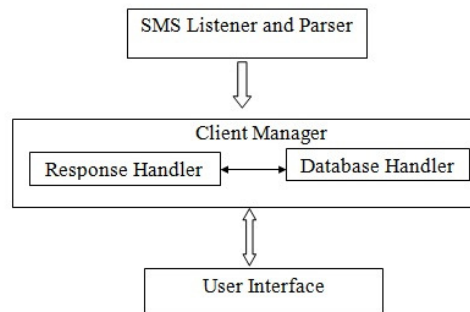 SMS Listener and Parser
Client Manager
Response Handler
Database Handler
User Interface